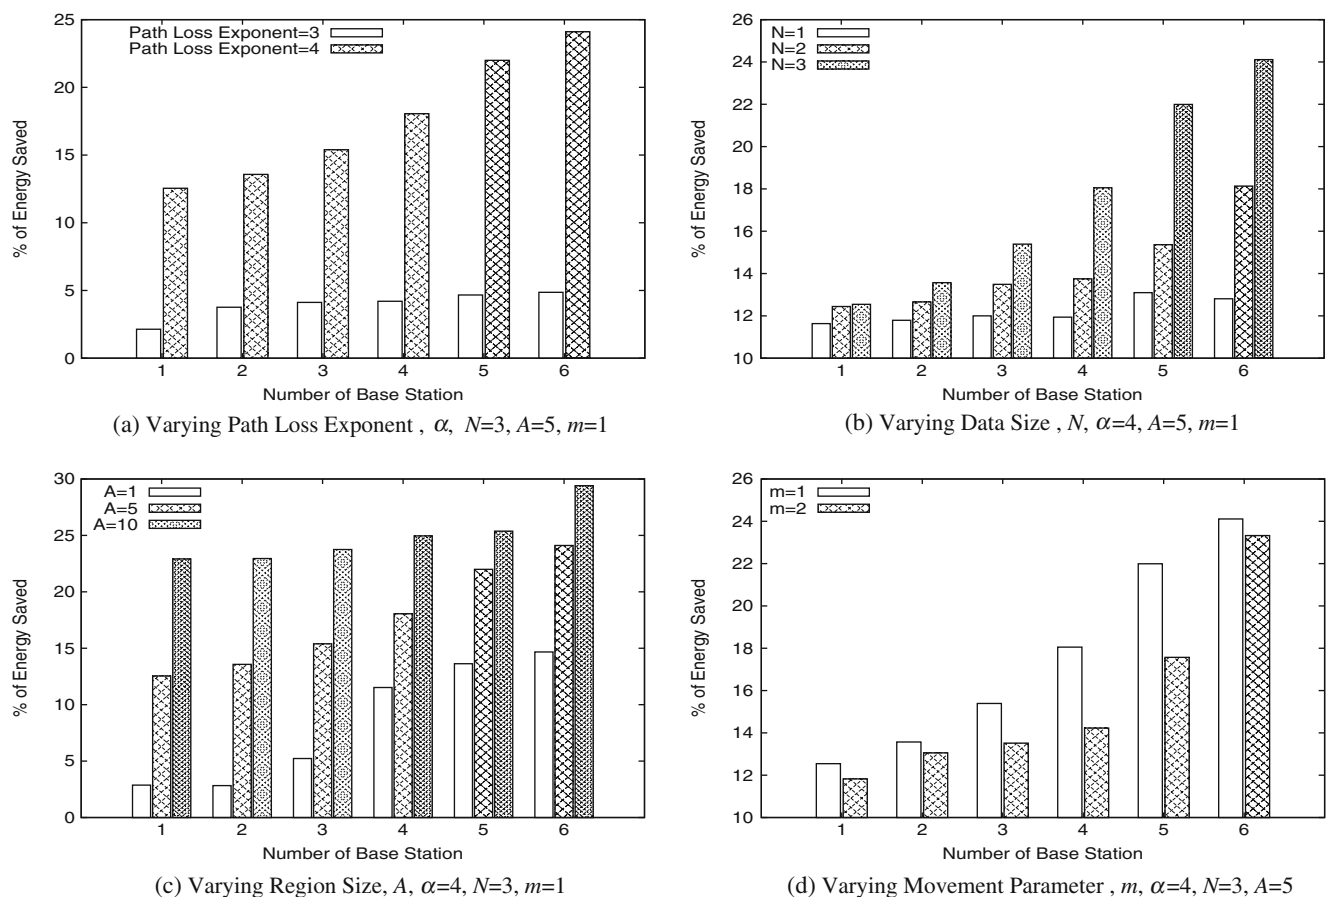 25
20
15
10
5
0
% of Energy Saved
Path Loss Exponent=3
Path Loss Exponent=4
1 2 3 4 5 6
Number of Base Station
(a) Varying Path Loss Exponent , α, N=3, A=5, m=1
26
24
22
20
18
16
14
12
10
% of Energy Saved
N=1
N=2
N=3
1 2 3 4 5 6
Number of Base Station
(b) Varying Data Size , N, α=4, A=5, m=1
30
25
20
15
10
5
0
% of Energy Saved
A=1
A=5
A=10
1 2 3 4 5 6
Number of Base Station
(c) Varying Region Size, A, α=4, N=3, m=1
26
24
22
20
18
16
14
12
10
% of Energy Saved
m=1
m=2
1 2 3 4 5 6
Number of Base Station
(d) Varying Movement Parameter , m, α=4, N=3, A=5